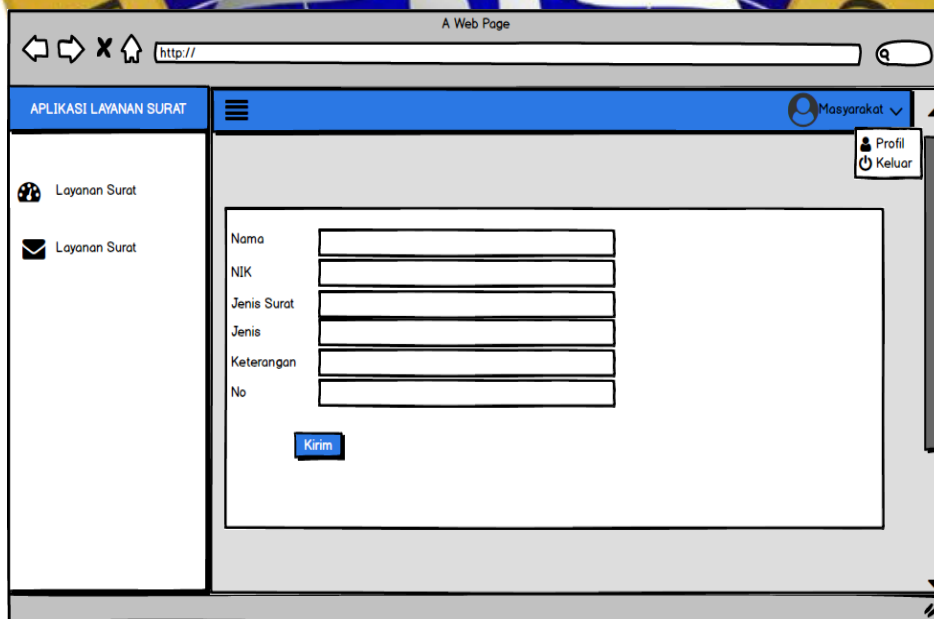 A Web Page
http://
APLIKASI LAYANAN SURAT
Masyarakat
Profil
Keluar
Layanan Surat
Layanan Surat
Nama
NIK
Jenis Surat
Jenis
Keterangan
No
Kirim